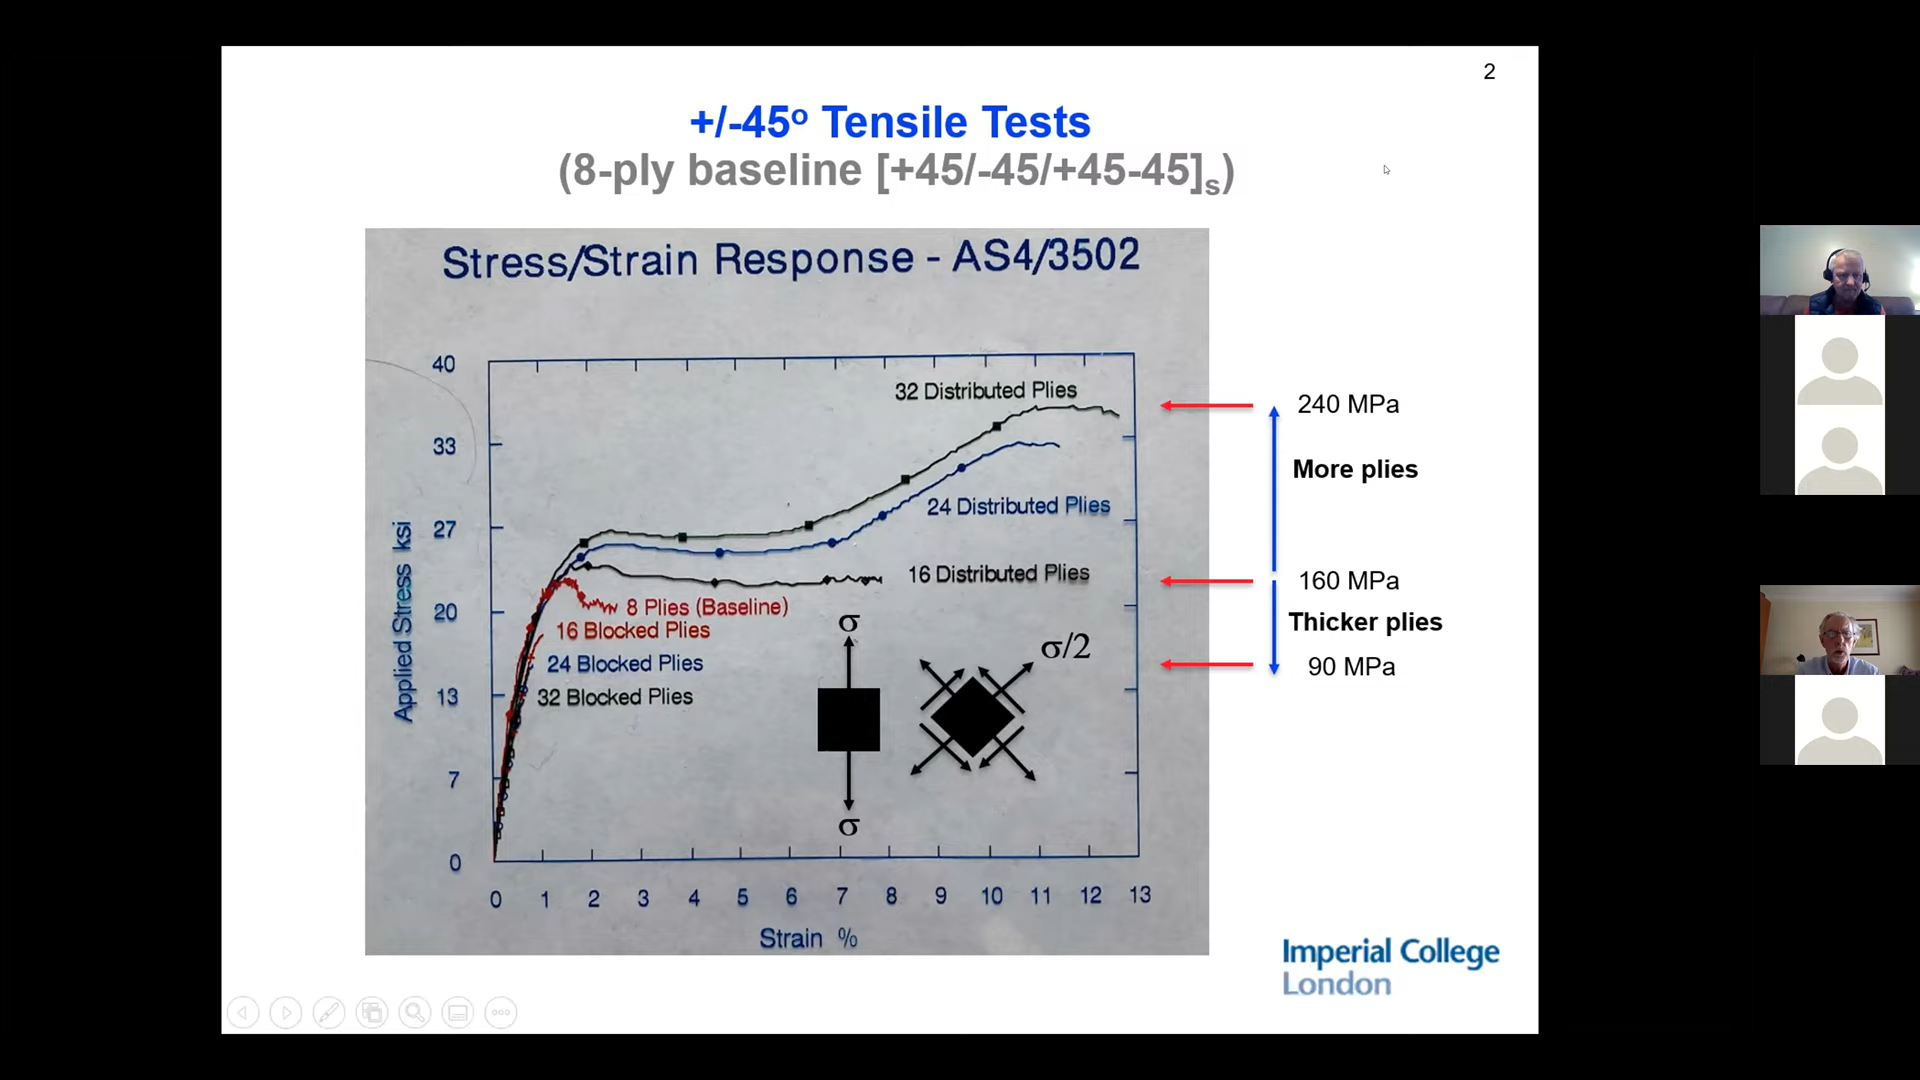 2
+/-45° Tensile Tests
(8-ply baseline [+45/-45/+45-45]s)
Stress/Strain Response - AS4/3502
40
33
27
20
13
7
0
Applied Stress ksi
32 Distributed Plies
24 Distributed Plies
16 Distributed Plies
8 Plies (Baseline)
16 Blocked Plies
24 Blocked Plies
32 Blocked Plies
σ
σ
σ/2
0 1 2 3 4 5 6 7 8 9 10 11 12 13
Strain %
240 MPa
More plies
160 MPa
Thicker plies
90 MPa
Imperial College
London